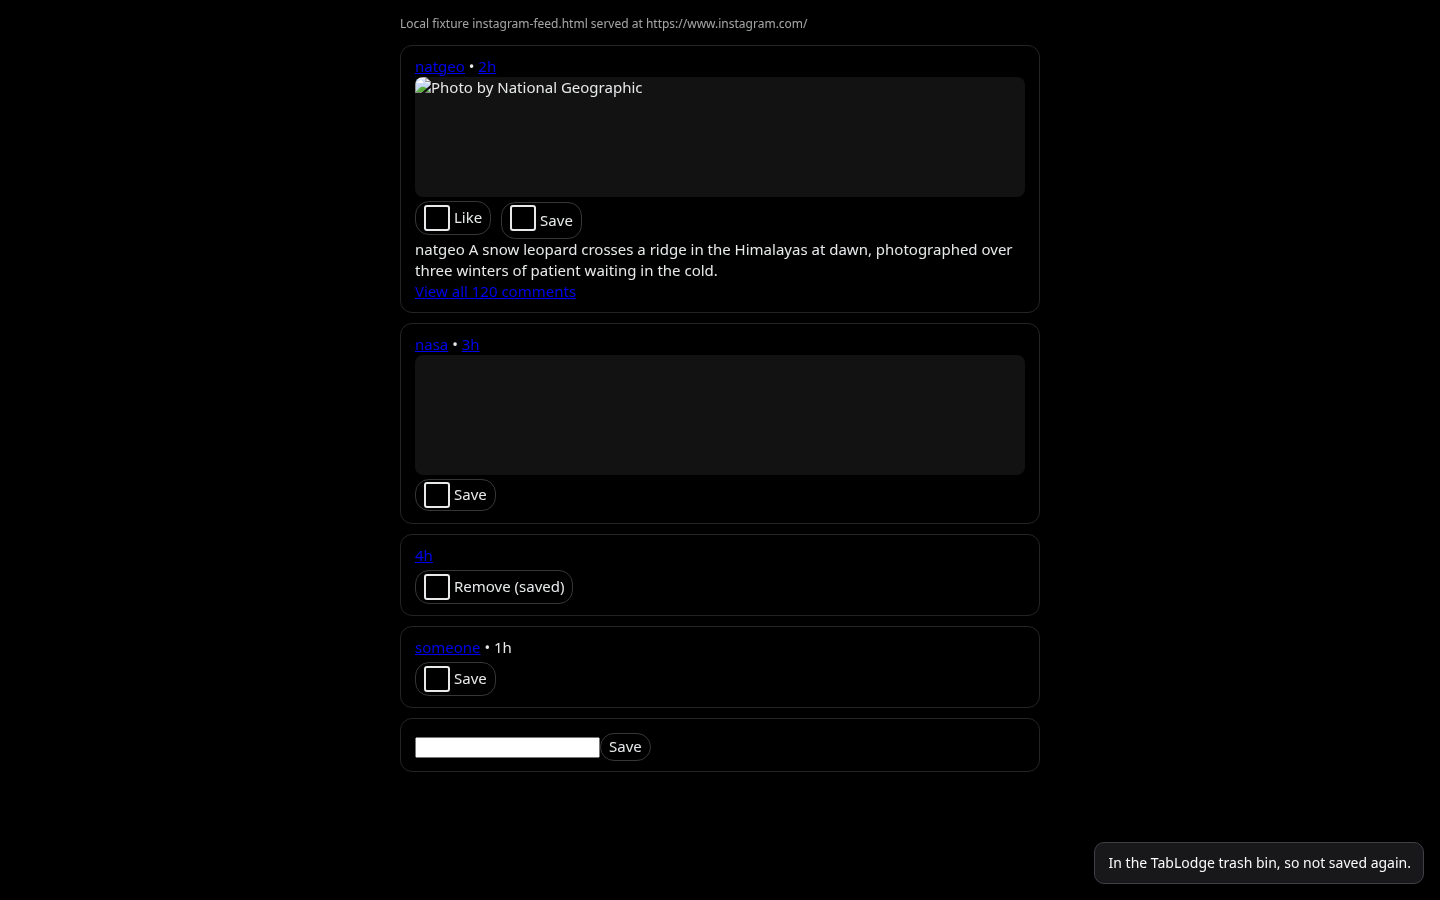 Local fixture instagram-feed.html served at https://www.instagram.com/
natgeo • 2h
Photo by National Geographic
Like
Save
natgeo A snow leopard crosses a ridge in the Himalayas at dawn, photographed over
three winters of patient waiting in the cold.
View all 120 comments
nasa • 3h
Save
4h
Remove (saved)
someone • 1h
Save
Save
In the TabLodge trash bin, so not saved again.